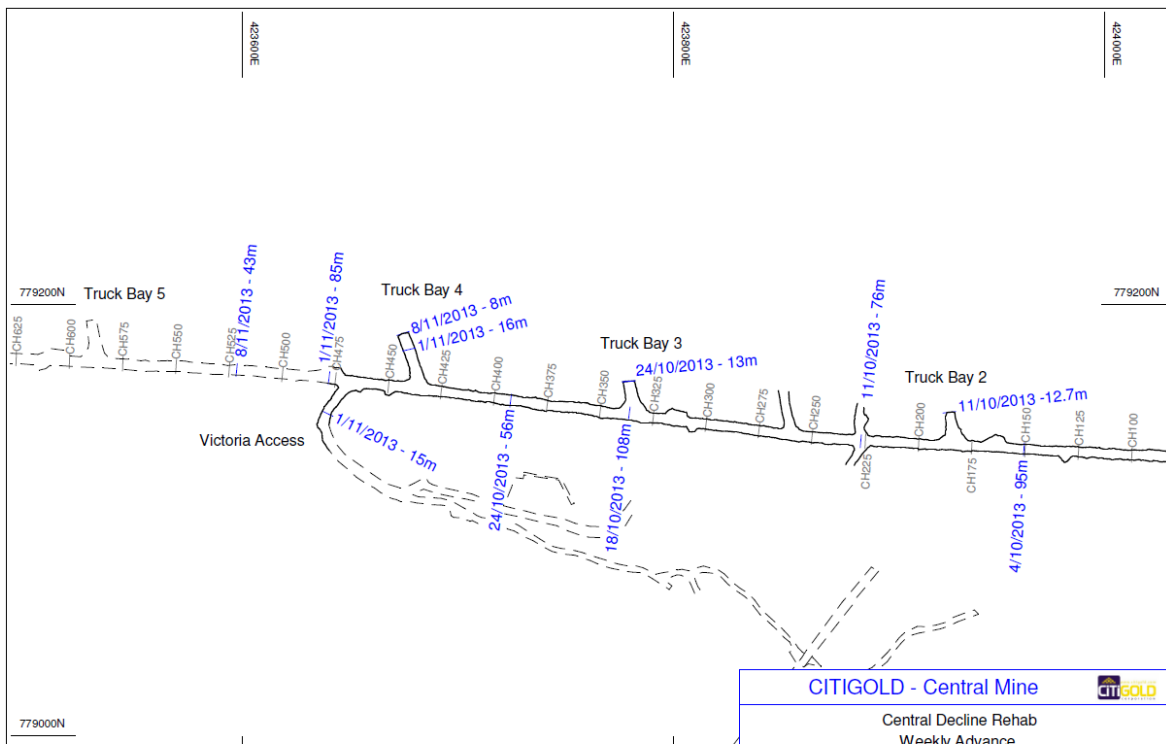 423600E
423800E
424000E
779200N
Truck Bay 5
8/11/2013 - 43m
1/11/2013 - 85m
Truck Bay 4
8/11/2013 - 8m
1/11/2013 - 16m
Truck Bay 3
24/10/2013 - 13m
11/10/2013 - 76m
Truck Bay 2
11/10/2013 -12.7m
779200N
CH625
CH600
CH575
CH550
CH525
CH500
CH475
CH450
CH425
CH400
CH375
CH350
CH325
CH300
CH275
CH250
CH225
CH200
CH175
CH150
CH125
CH100
Victoria Access
1/11/2013 - 15m
24/10/2013 - 56m
18/10/2013 - 108m
4/10/2013 - 95m
779000N
CITIGOLD - Central Mine
CITIGOLD
Central Decline Rehab
Weekly Advance